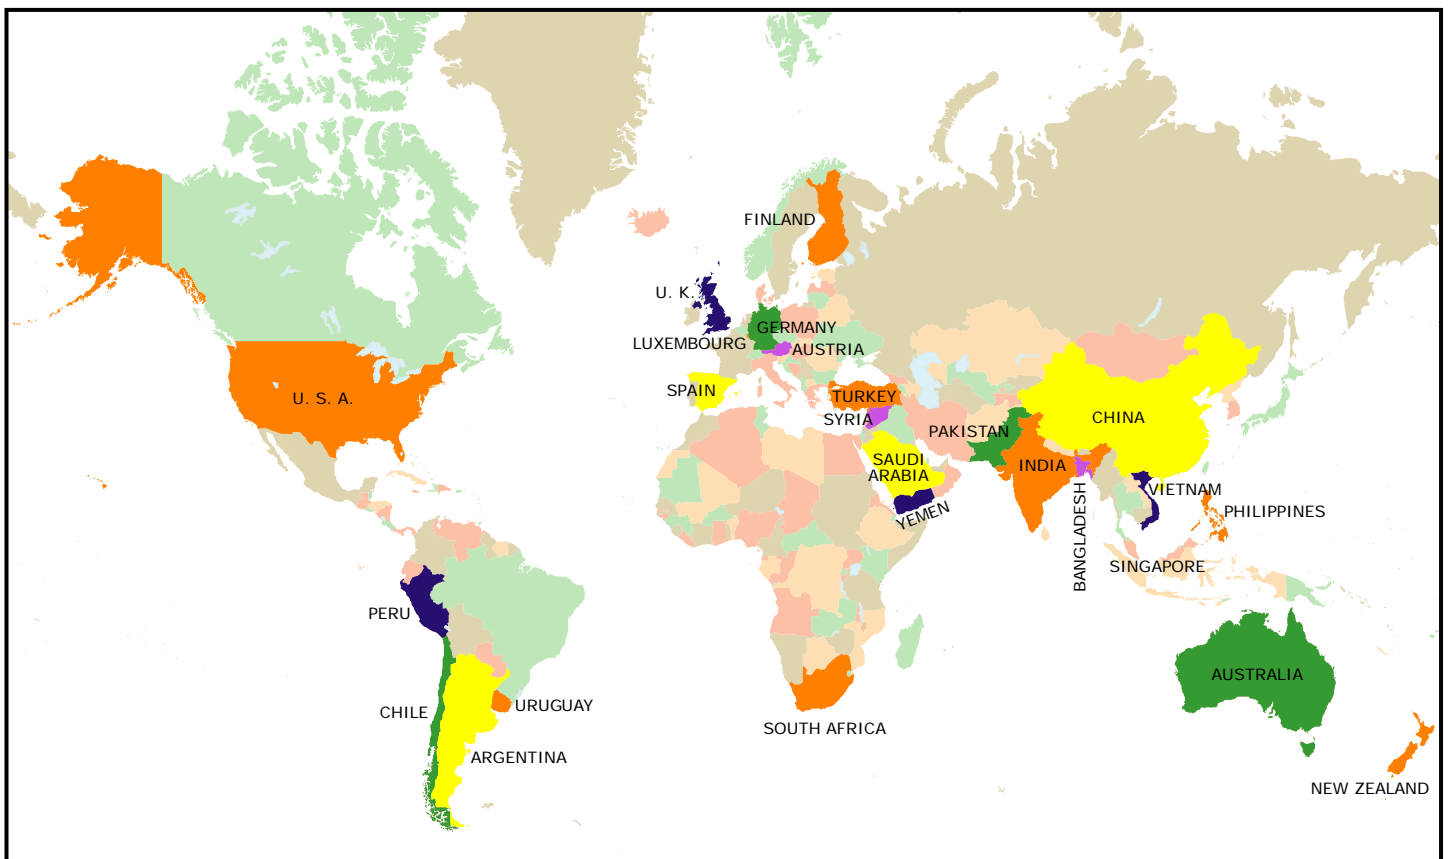 FINLAND
U. K.
GERMANY
LUXEMBOURG
AUSTRIA
SPAIN
U. S. A.
TURKEY
SYRIA
CHINA
PAKISTAN
SAUDI
ARABIA
INDIA
VIETNAM
YEMEN
PHILIPPINES
BANGLADESH
SINGAPORE
PERU
AUSTRALIA
CHILE
URUGUAY
SOUTH AFRICA
ARGENTINA
NEW ZEALAND